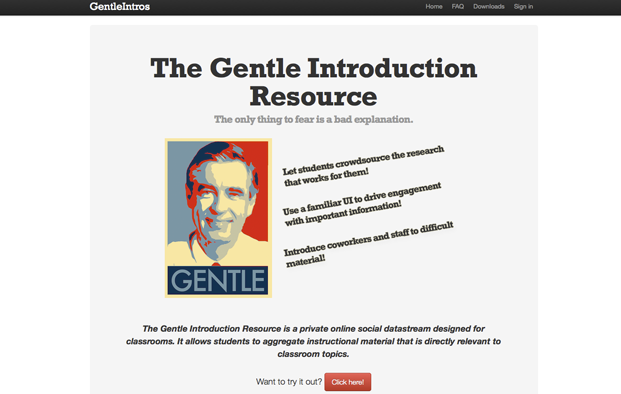 GentleIntros
Home FAQ Downloads Sign in
The Gentle Introduction
Resource
The only thing to fear is a bad explanation.
Let students crowdsource the research
that works for them!
Use a familiar UI to drive engagement
with important information!
Introduce coworkers and staff to difficult
material!
GENTLE
The Gentle Introduction Resource is a private online social datastream designed for
classrooms. It allows students to aggregate instructional material that is directly relevant to
classroom topics.
Want to try it out? Click here!